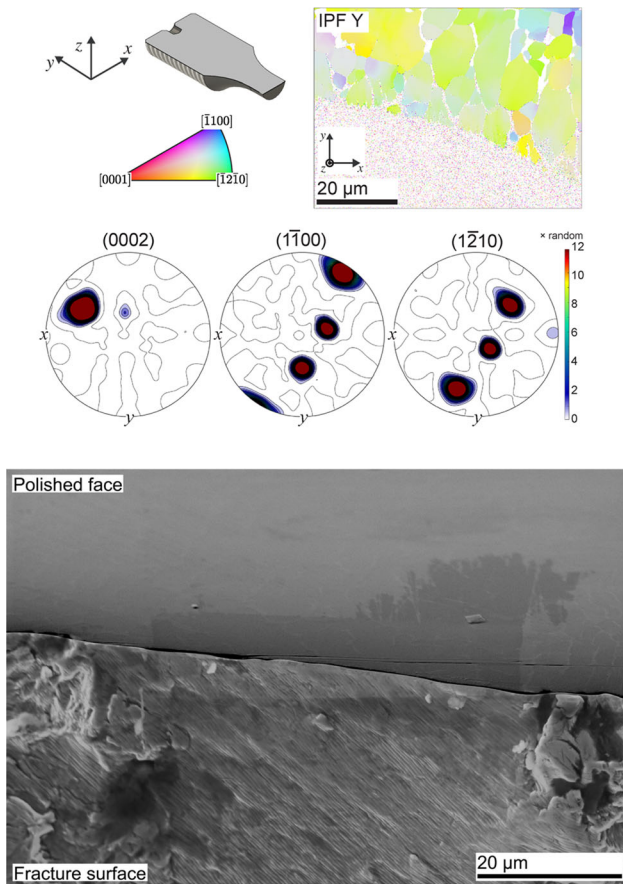 z
y
x
[1̄100]
[0001]
[1̄21̄0]
IPF Y
y
z
x
20 µm
(0002)
(11̄00)
(12̄10)
× random
12
10
8
6
4
2
0
x
y
x
y
x
y
Polished face
Fracture surface
20 µm